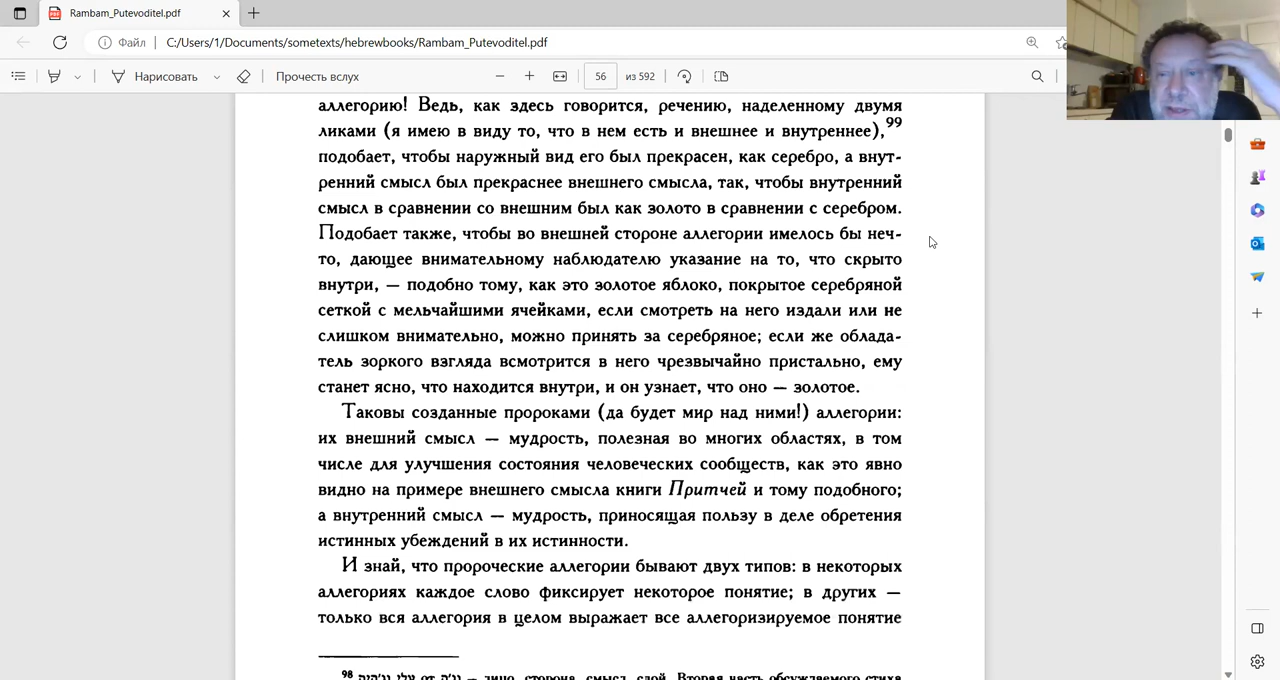 Rambam_Putevoditel.pdf
Файл
C:/Users/1/Documents/sometexts/hebrewbooks/Rambam_Putevoditel.pdf
Нарисовать
Прочесть вслух
56
из 592
аллегорию! Ведь, как здесь говорится, речению, наделенному двумя
ликами (я имею в виду то, что в нем есть и внешнее и внутреннее),99
подобает, чтобы наружный вид его был прекрасен, как серебро, а внут-
ренний смысл был прекраснее внешнего смысла, так, чтобы внутренний
смысл в сравнении со внешним был как золото в сравнении с серебром.
Подобает также, чтобы во внешней стороне аллегории имелось бы неч-
то, дающее внимательному наблюдателю указание на то, что скрыто
внутри, — подобно тому, как это золотое яблоко, покрытое серебряной
сеткой с мельчайшими ячейками, если смотреть на него издали или не
слишком внимательно, можно принять за серебряное; если же облада-
тель зоркого взгляда всмотрится в него чрезвычайно пристально, ему
станет ясно, что находится внутри, и он узнает, что оно — золотое.
Таковы созданные пророками (да будет мир над ними!) аллегории:
их внешний смысл — мудрость, полезная во многих областях, в том
числе для улучшения состояния человеческих сообществ, как это явно
видно на примере внешнего смысла книги Притчей и тому подобного;
а внутренний смысл — мудрость, приносящая пользу в деле обретения
истинных убеждений в их истинности.
И знай, что пророческие аллегории бывают двух типов: в некоторых
аллегориях каждое слово фиксирует некоторое понятие; в других —
только вся аллегория в целом выражает все аллегоризируемое понятие
98 — лицо, сторона, смысл, слой. Вторая часть обсуждаемого стиха